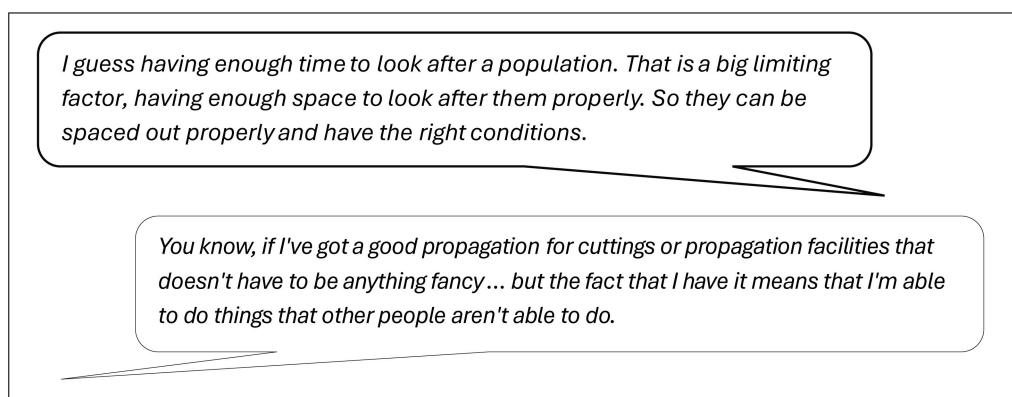 I guess having enough time to look after a population. That is a big limiting
factor, having enough space to look after them properly. So they can be
spaced out properly and have the right conditions.
You know, if I've got a good propagation for cuttings or propagation facilities that
doesn't have to be anything fancy… but the fact that I have it means that I'm able
to do things that other people aren't able to do.